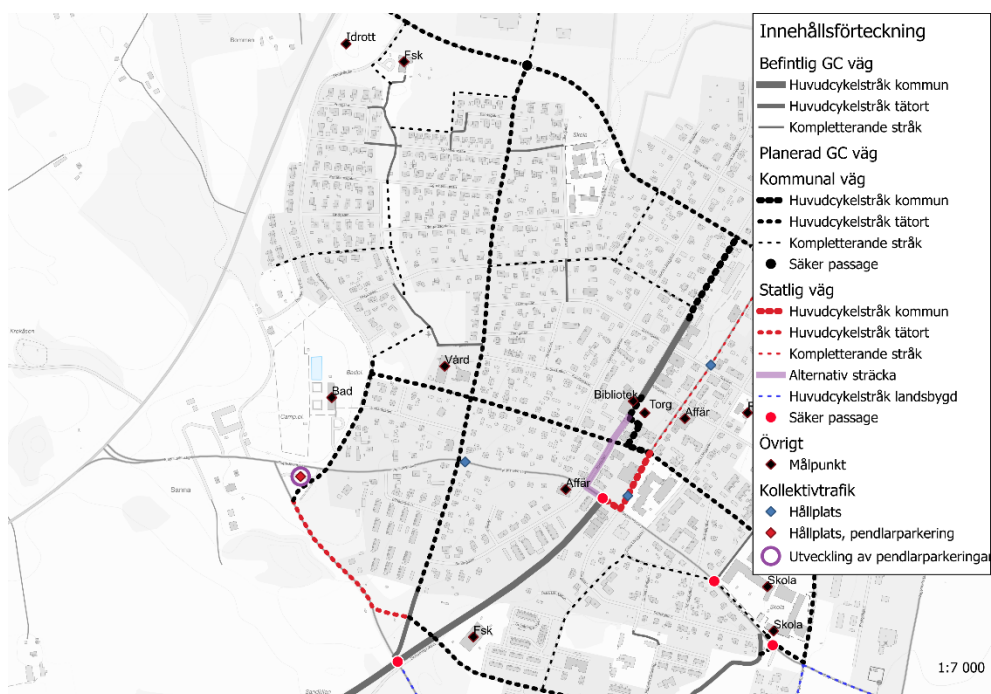 Innehållsförteckning
Befintlig GC väg
Huvudcykelstråk kommun
Huvudcykelstråk tätort
Kompletterande stråk
Planerad GC väg
Kommunal väg
Huvudcykelstråk kommun
Huvudcykelstråk tätort
Kompletterande stråk
Säker passage
Statlig väg
Huvudcykelstråk kommun
Huvudcykelstråk tätort
Kompletterande stråk
Alternativ sträcka
Huvudcykelstråk landsbygd
Säker passage
Övrigt
Målpunkt
Kollektivtrafik
Hållplats
Hållplats, pendlarparkering
Utveckling av pendlarparkeringar
1:7 000
Idrott
Fsk
Skola
Vård
Bad
Bibliotek
Torg
Affär
Affär
Sanna
Skola
Skola
Fsk